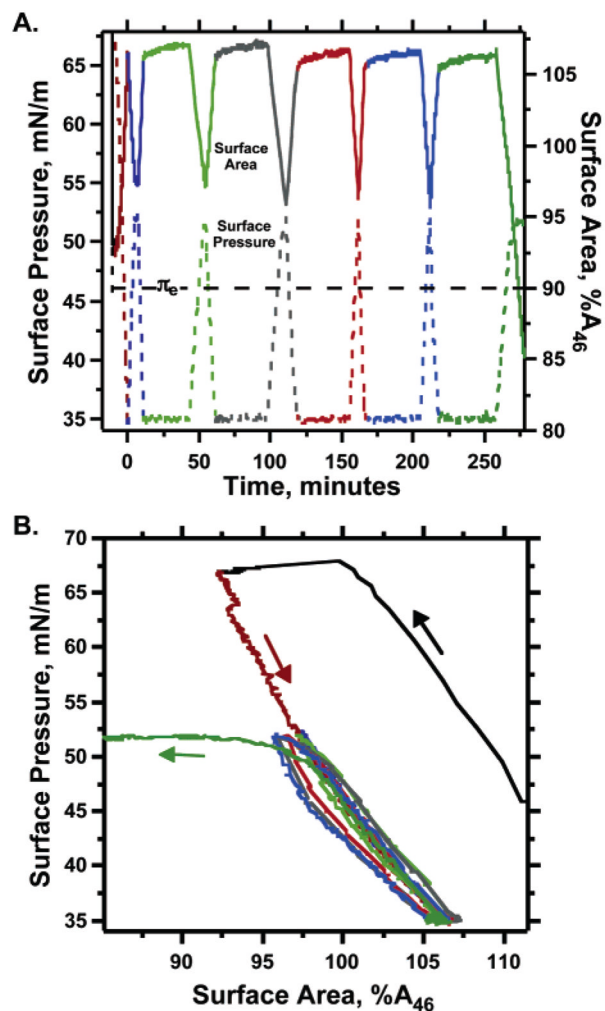 A.
65
60
55
50
45
40
35
Surface Pressure, mN/m
Surface Area
Surface Pressure
πe
105
100
95
90
85
80
Surface Area, %A46
0 50 100 150 200 250
Time, minutes
B.
70
65
60
55
50
45
40
35
Surface Pressure, mN/m
90 95 100 105 110
Surface Area, %A46